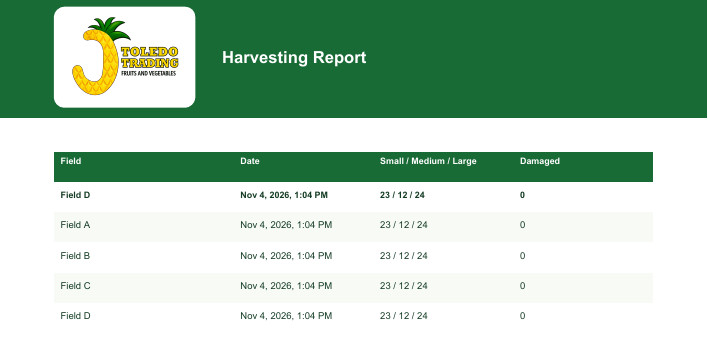 TOLEDO
TRADING
FRUITS AND VEGETABLES
Harvesting Report
Field Date Small / Medium / Large Damaged
Field D Nov 4, 2026, 1:04 PM 23 / 12 / 24 0
Field A Nov 4, 2026, 1:04 PM 23 / 12 / 24 0
Field B Nov 4, 2026, 1:04 PM 23 / 12 / 24 0
Field C Nov 4, 2026, 1:04 PM 23 / 12 / 24 0
Field D Nov 4, 2026, 1:04 PM 23 / 12 / 24 0